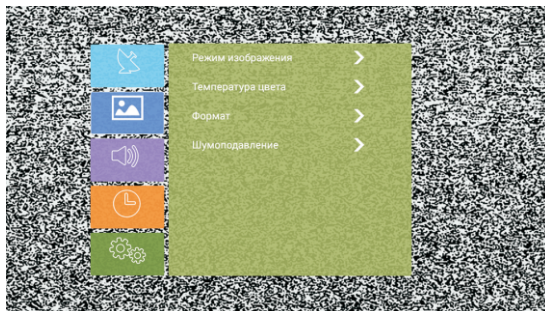 Режим изображения
Температура цвета
Формат
Шумоподавление